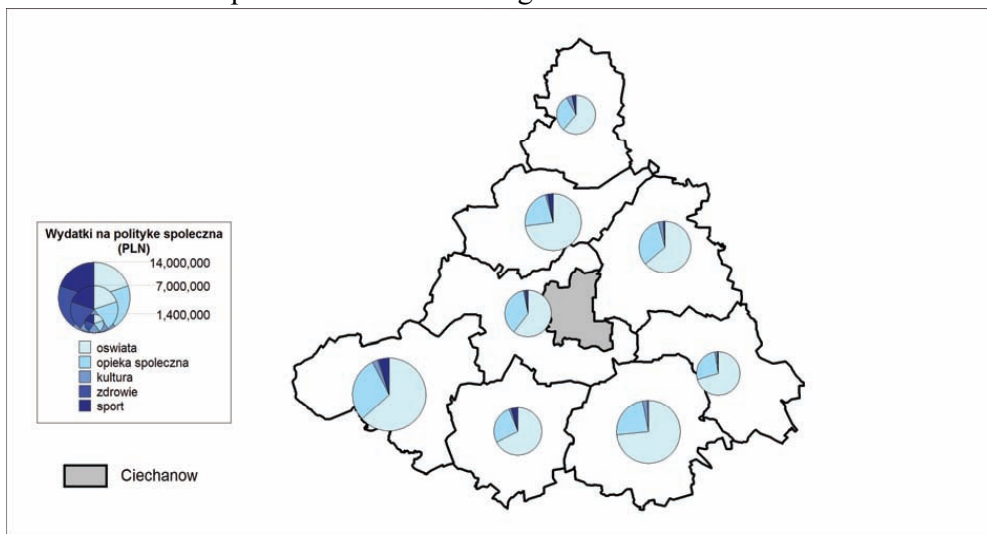 Wydatki na polityke spoleczna
(PLN)
14,000,000
7,000,000
1,400,000
oswiata
opieka spoleczna
kultura
zdrowie
sport
Ciechanow